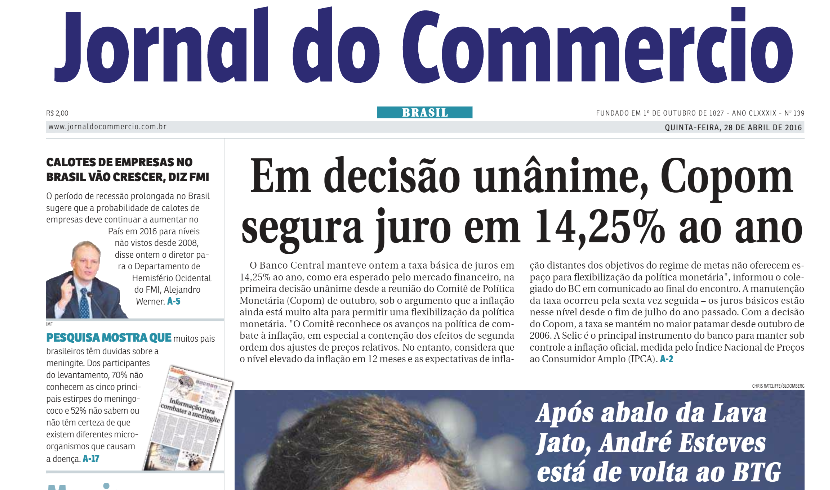 Jornal do Commercio
R$ 2,00
BRASIL
FUNDADO EM 1º DE OUTUBRO DE 1827 - ANO CLXXXIX - Nº 139
www.jornaldocommercio.com.br
QUINTA-FEIRA, 28 DE ABRIL DE 2016
CALOTES DE EMPRESAS NO
BRASIL VÃO CRESCER, DIZ FMI
O período de recessão prolongada no Brasil
sugere que a probabilidade de calotes de
empresas deve continuar a aumentar no
País em 2016 para níveis
não vistos desde 2008,
disse ontem o diretor pa-
ra o Departamento de
Hemistério Ocidental
do FMI, Alejandro
Werner. A-5
PESQUISA MOSTRA QUE muitos pais
brasileiros têm dúvidas sobre a
meningite. Dos participantes
do levantamento, 70% não
conhecem as cinco princi-
pais estirpes do meningo-
coco e 52% não sabem ou
não têm certeza de que
existem diferentes micro-
organismos que causam
a doença. A-17
Informação para
combater a meningite
Em decisão unânime, Copom
segura juro em 14,25% ao ano
O Banco Central manteve ontem a taxa básica de juros em
14,25% ao ano, como era esperado pelo mercado financeiro, na
primeira decisão unânime desde a reunião do Comitê de Política
Monetária (Copom) de outubro, sob o argumento que a inflação
ainda está muito alta para permitir uma flexibilização da política
monetária. "O Comitê reconhece os avanços na política de com-
bate à inflação, em especial a contenção dos efeitos de segunda
ordem dos ajustes de preços relativos. No entanto, considera que
o nível elevado da inflação em 12 meses e as expectativas de infla-
ção distantes dos objetivos do regime de metas não oferecem es-
paço para flexibilização da política monetária", informou o cole-
giado do BC em comunicado ao final do encontro. A manutenção
da taxa ocorreu pela sexta vez seguida – os juros básicos estão
nesse nível desde o fim de julho do ano passado. Com a decisão
do Copom, a taxa se mantém no maior patamar desde outubro de
2006. A Selic é o principal instrumento do banco para manter sob
controle a inflação oficial, medida pelo Índice Nacional de Preços
ao Consumidor Amplo (IPCA). A-2
CHRIS RATCLIFFE/BLOOMBERG
Após abalo da Lava
Jato, André Esteves
está de volta ao BTG